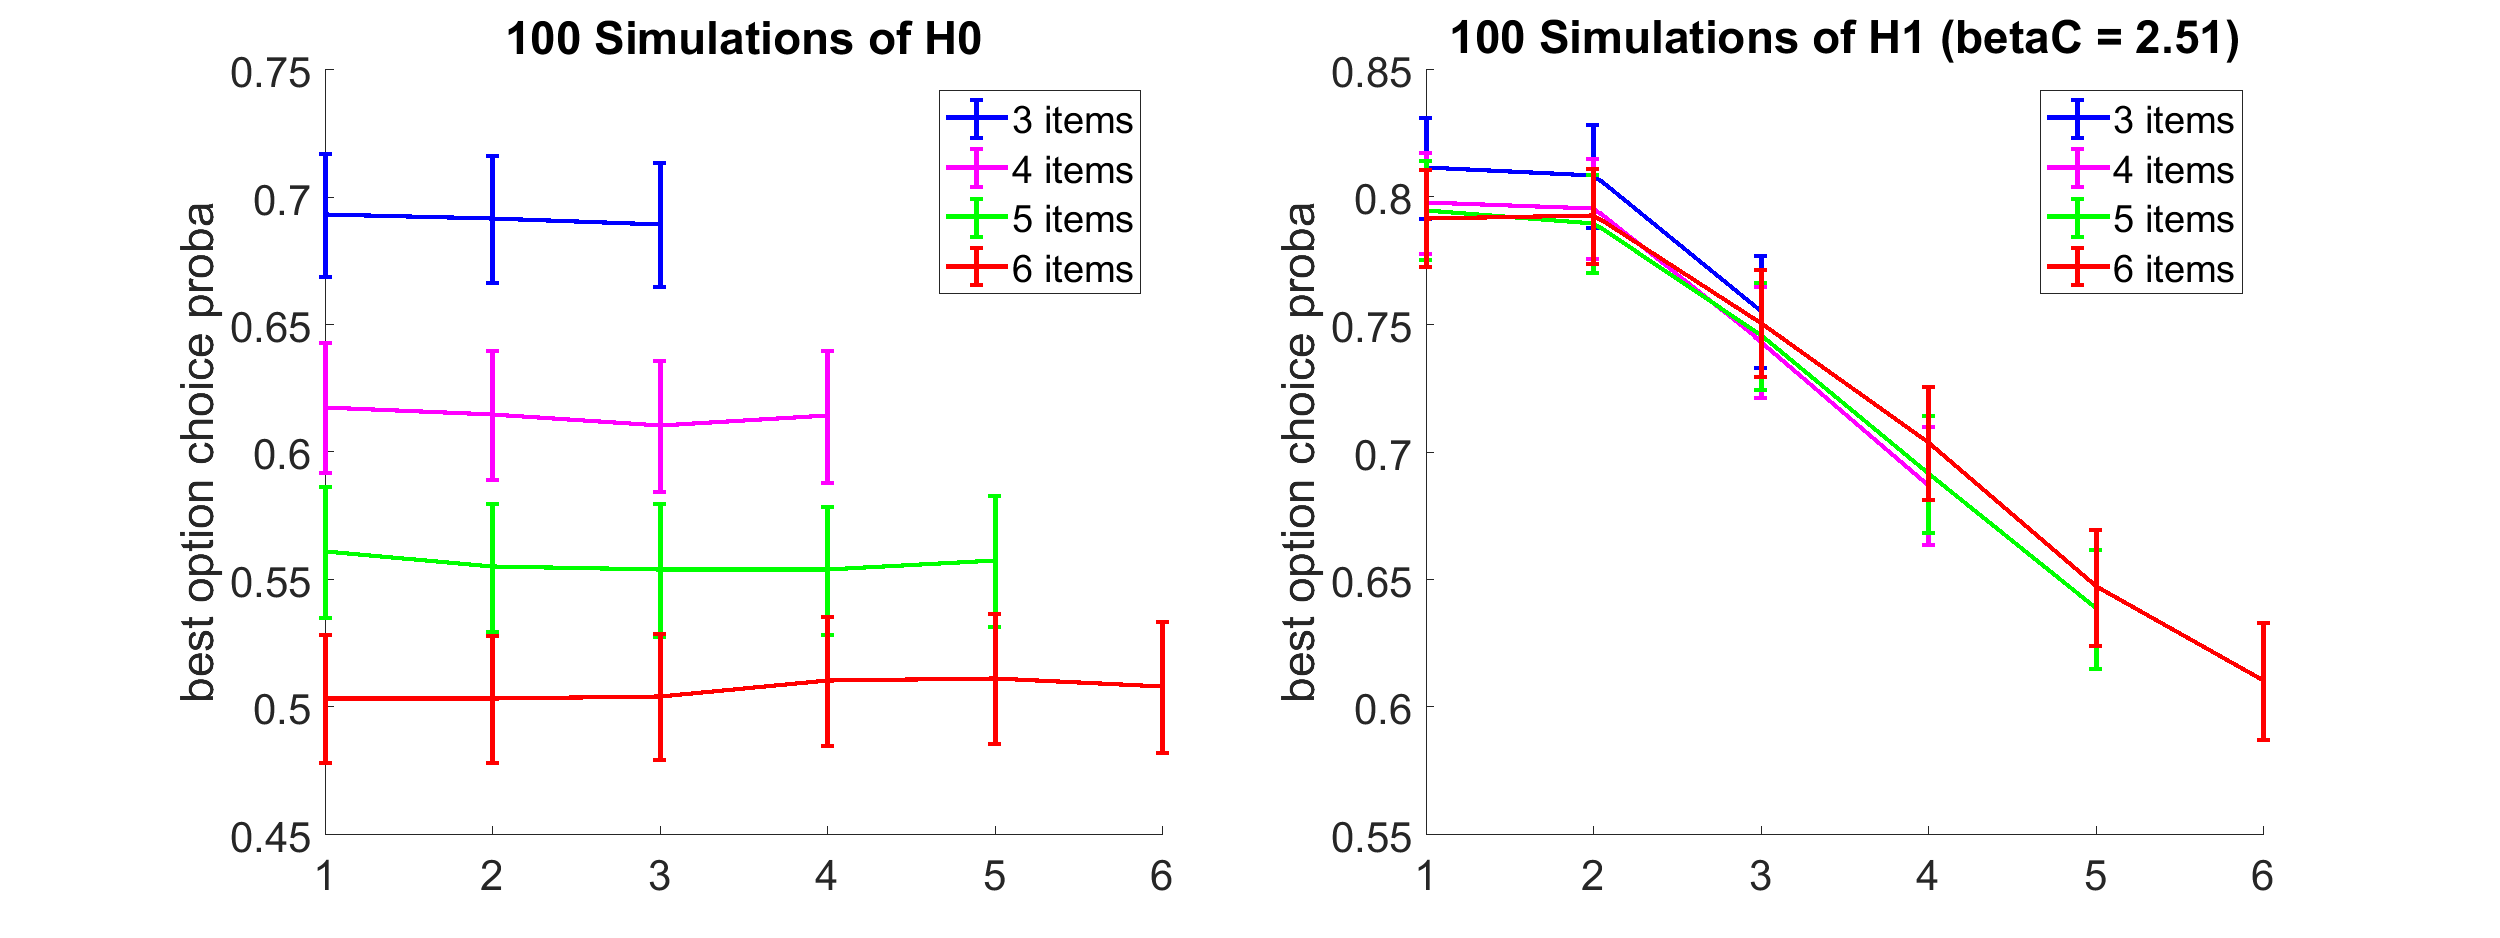 100 Simulations of H0
best option choice proba
0.75
0.7
0.65
0.6
0.55
0.5
0.45
1 2 3 4 5 6
3 items
4 items
5 items
6 items
100 Simulations of H1 (betaC = 2.51)
best option choice proba
0.85
0.8
0.75
0.7
0.65
0.6
0.55
1 2 3 4 5 6
3 items
4 items
5 items
6 items